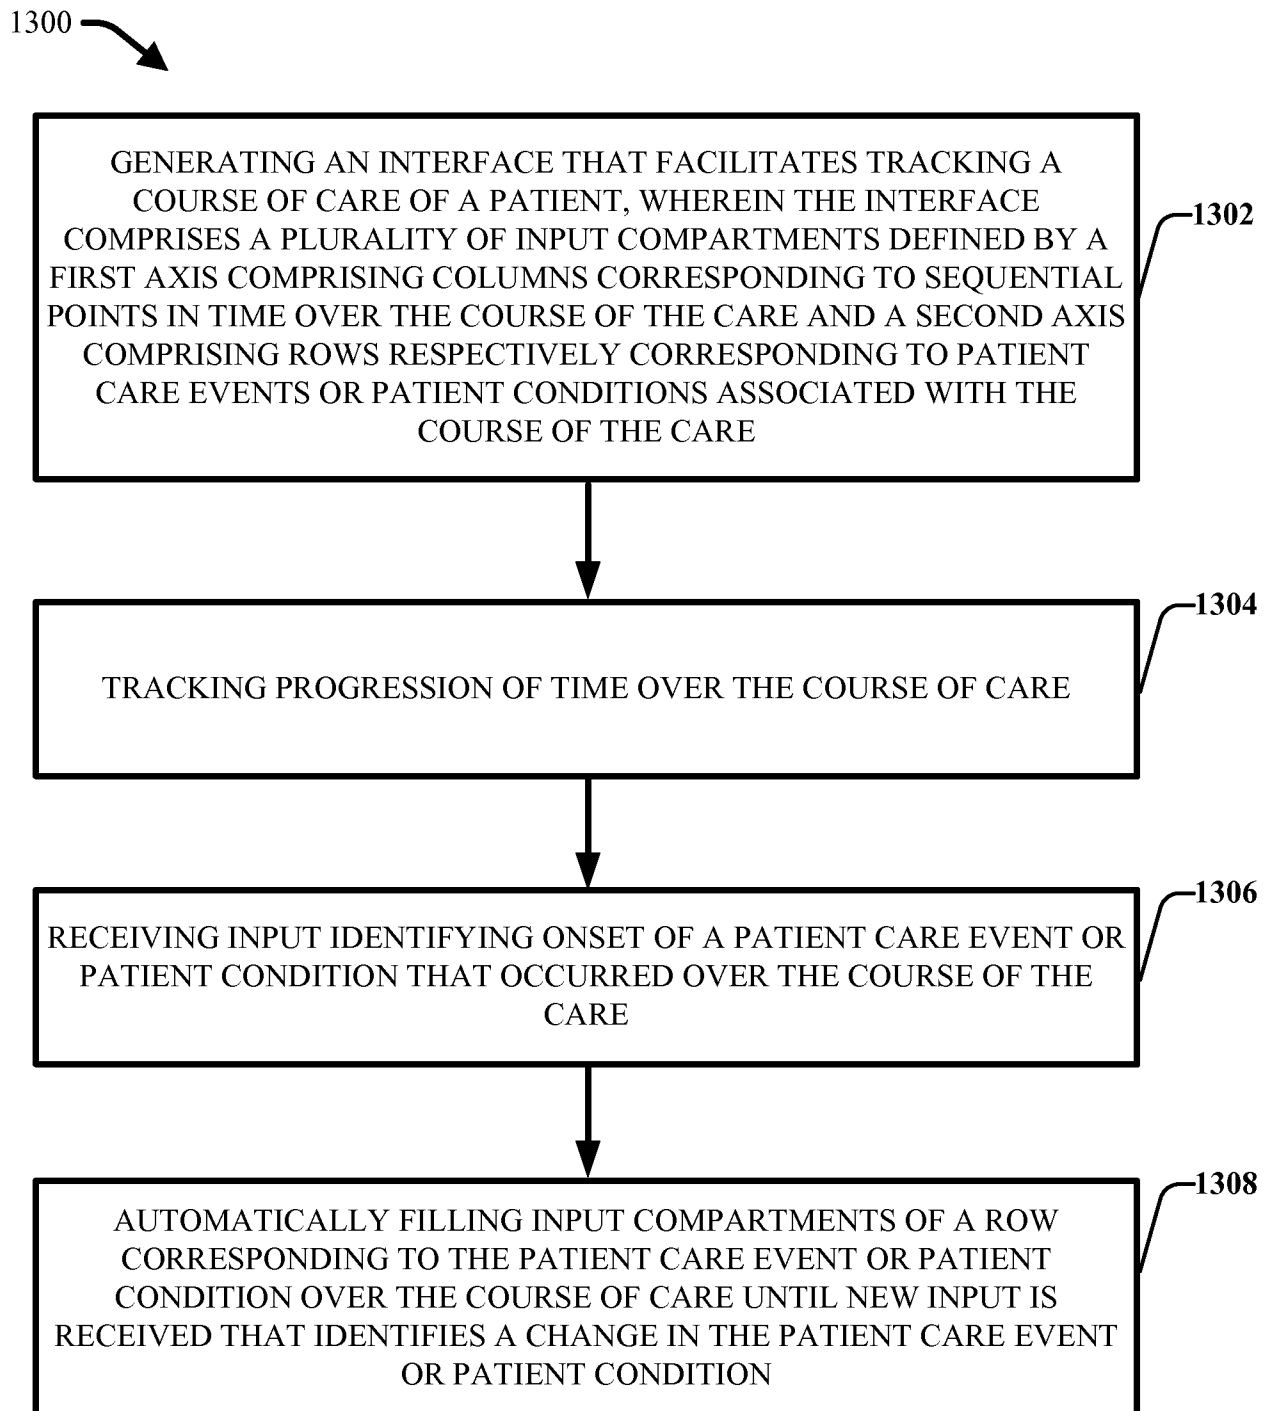 1300
GENERATING AN INTERFACE THAT FACILITATES TRACKING A
COURSE OF CARE OF A PATIENT, WHEREIN THE INTERFACE
COMPRISES A PLURALITY OF INPUT COMPARTMENTS DEFINED BY A
FIRST AXIS COMPRISING COLUMNS CORRESPONDING TO SEQUENTIAL
POINTS IN TIME OVER THE COURSE OF THE CARE AND A SECOND AXIS
COMPRISING ROWS RESPECTIVELY CORRESPONDING TO PATIENT
CARE EVENTS OR PATIENT CONDITIONS ASSOCIATED WITH THE
COURSE OF THE CARE
1302
TRACKING PROGRESSION OF TIME OVER THE COURSE OF CARE
1304
RECEIVING INPUT IDENTIFYING ONSET OF A PATIENT CARE EVENT OR
PATIENT CONDITION THAT OCCURRED OVER THE COURSE OF THE
CARE
1306
AUTOMATICALLY FILLING INPUT COMPARTMENTS OF A ROW
CORRESPONDING TO THE PATIENT CARE EVENT OR PATIENT
CONDITION OVER THE COURSE OF CARE UNTIL NEW INPUT IS
RECEIVED THAT IDENTIFIES A CHANGE IN THE PATIENT CARE EVENT
OR PATIENT CONDITION
1308